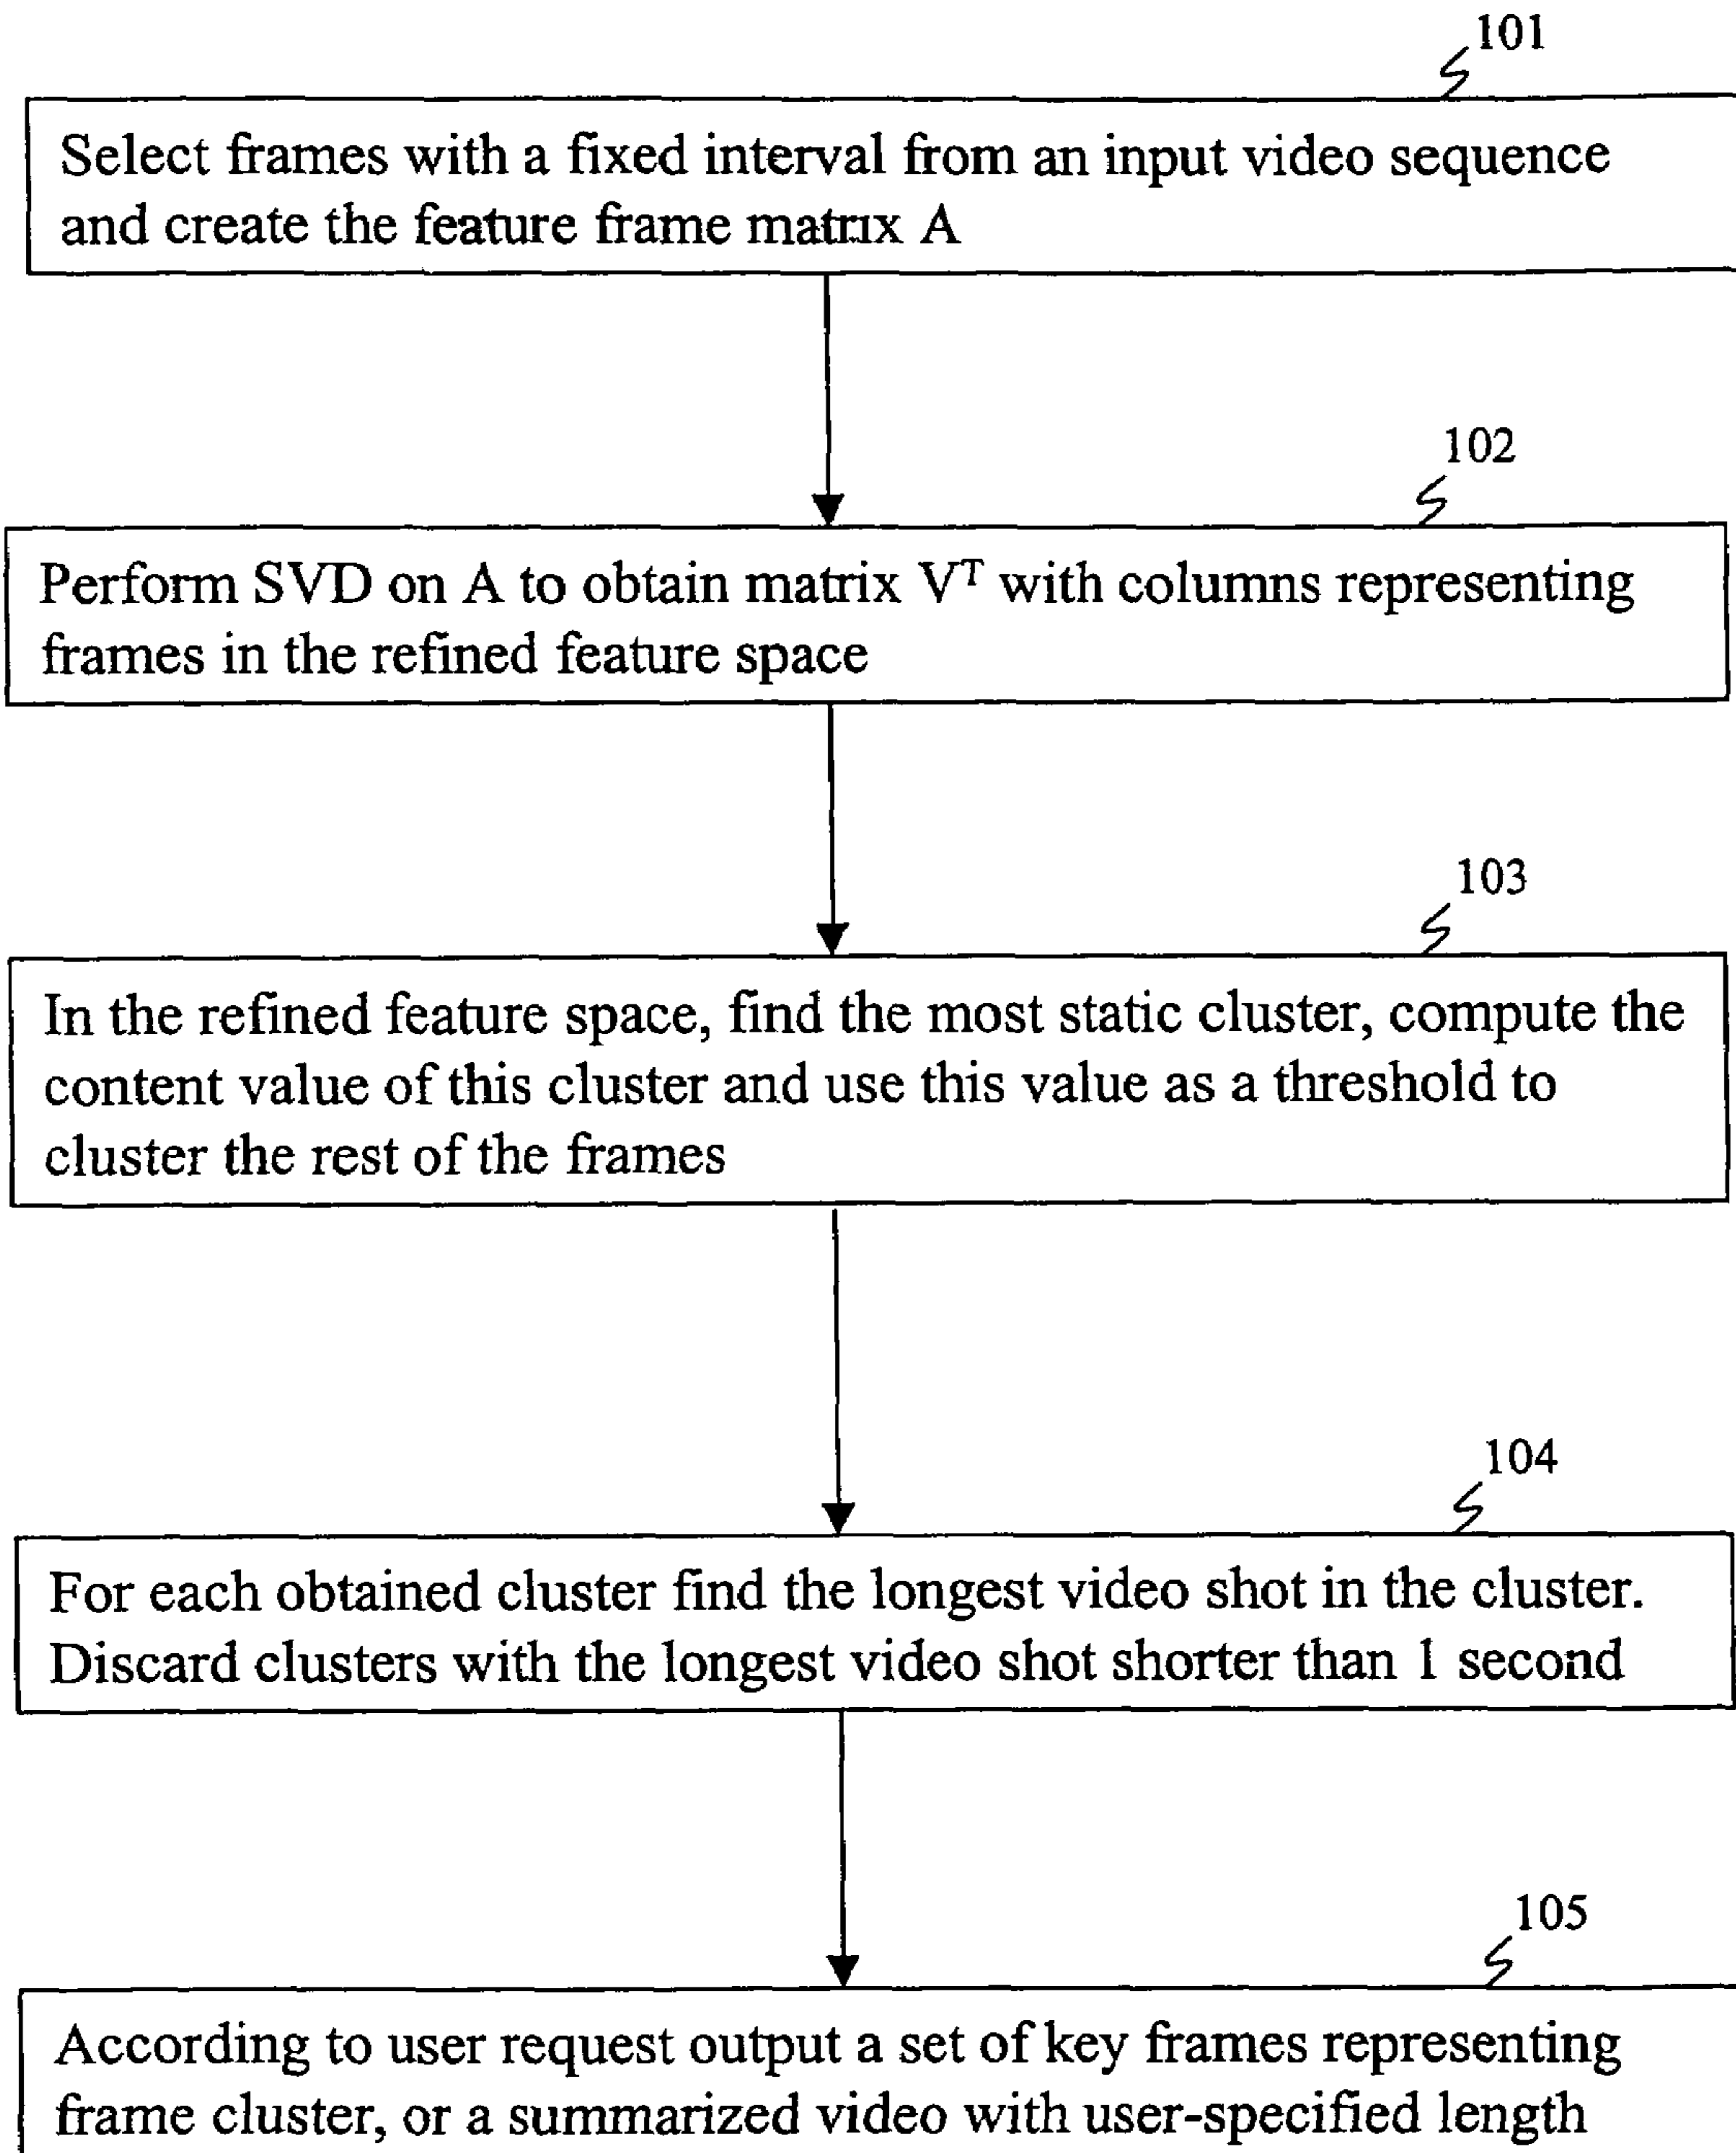 101
Select frames with a fixed interval from an input video sequence
and create the feature frame matrix A
102
Perform SVD on A to obtain matrix Vᵀ with columns representing
frames in the refined feature space
103
In the refined feature space, find the most static cluster, compute the
content value of this cluster and use this value as a threshold to
cluster the rest of the frames
104
For each obtained cluster find the longest video shot in the cluster.
Discard clusters with the longest video shot shorter than 1 second
105
According to user request output a set of key frames representing
frame cluster, or a summarized video with user-specified length